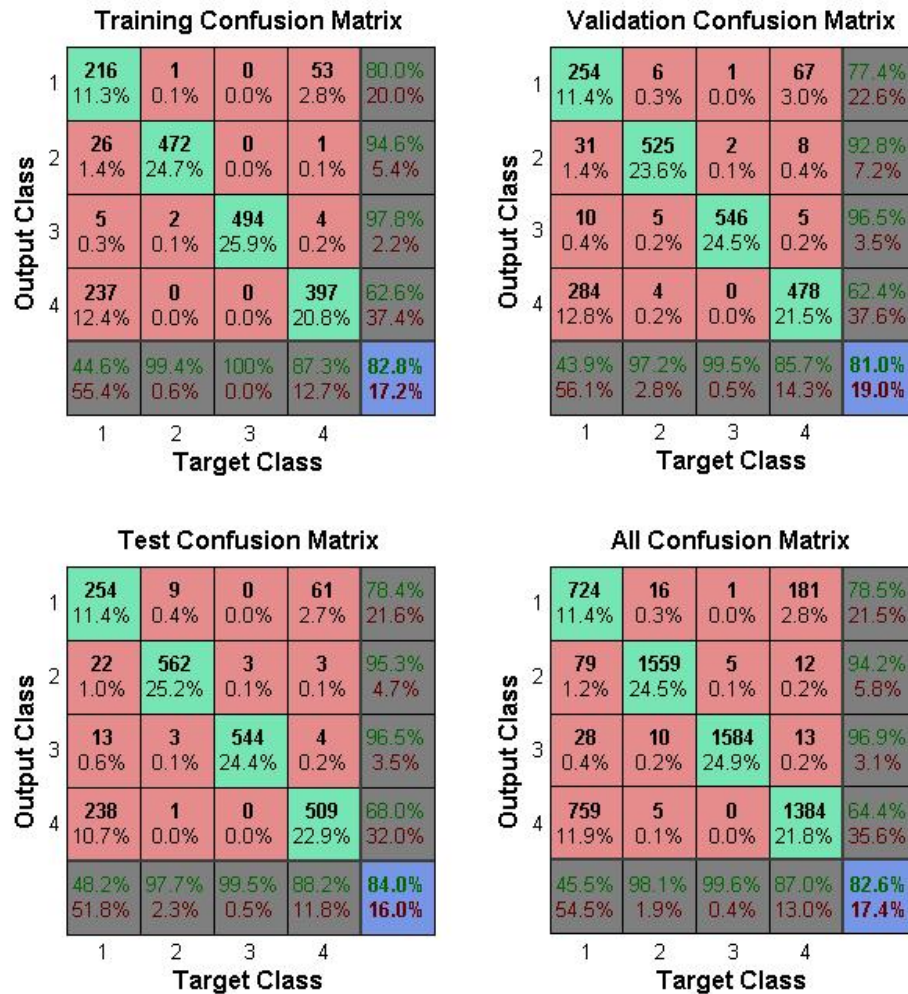 Training Confusion Matrix
Output Class
1 216 1 0 53 80.0%
11.3% 0.1% 0.0% 2.8% 20.0%
2 26 472 0 1 94.6%
1.4% 24.7% 0.0% 0.1% 5.4%
3 5 2 494 4 97.8%
0.3% 0.1% 25.9% 0.2% 2.2%
4 237 0 0 397 62.6%
12.4% 0.0% 0.0% 20.8% 37.4%
44.6% 99.4% 100% 87.3% 82.8%
55.4% 0.6% 0.0% 12.7% 17.2%
1 2 3 4
Target Class
Validation Confusion Matrix
Output Class
1 254 6 1 67 77.4%
11.4% 0.3% 0.0% 3.0% 22.6%
2 31 525 2 8 92.8%
1.4% 23.6% 0.1% 0.4% 7.2%
3 10 5 546 5 96.5%
0.4% 0.2% 24.5% 0.2% 3.5%
4 284 4 0 478 62.4%
12.8% 0.2% 0.0% 21.5% 37.6%
43.9% 97.2% 99.5% 85.7% 81.0%
56.1% 2.8% 0.5% 14.3% 19.0%
1 2 3 4
Target Class
Test Confusion Matrix
Output Class
1 254 9 0 61 78.4%
11.4% 0.4% 0.0% 2.7% 21.6%
2 22 562 3 3 95.3%
1.0% 25.2% 0.1% 0.1% 4.7%
3 13 3 544 4 96.5%
0.6% 0.1% 24.4% 0.2% 3.5%
4 238 1 0 509 68.0%
10.7% 0.0% 0.0% 22.9% 32.0%
48.2% 97.7% 99.5% 88.2% 84.0%
51.8% 2.3% 0.5% 11.8% 16.0%
1 2 3 4
Target Class
All Confusion Matrix
Output Class
1 724 16 1 181 78.5%
11.4% 0.3% 0.0% 2.8% 21.5%
2 79 1559 5 12 94.2%
1.2% 24.5% 0.1% 0.2% 5.8%
3 28 10 1584 13 96.9%
0.4% 0.2% 24.9% 0.2% 3.1%
4 759 5 0 1384 64.4%
11.9% 0.1% 0.0% 21.8% 35.6%
45.5% 98.1% 99.6% 87.0% 82.6%
54.5% 1.9% 0.4% 13.0% 17.4%
1 2 3 4
Target Class